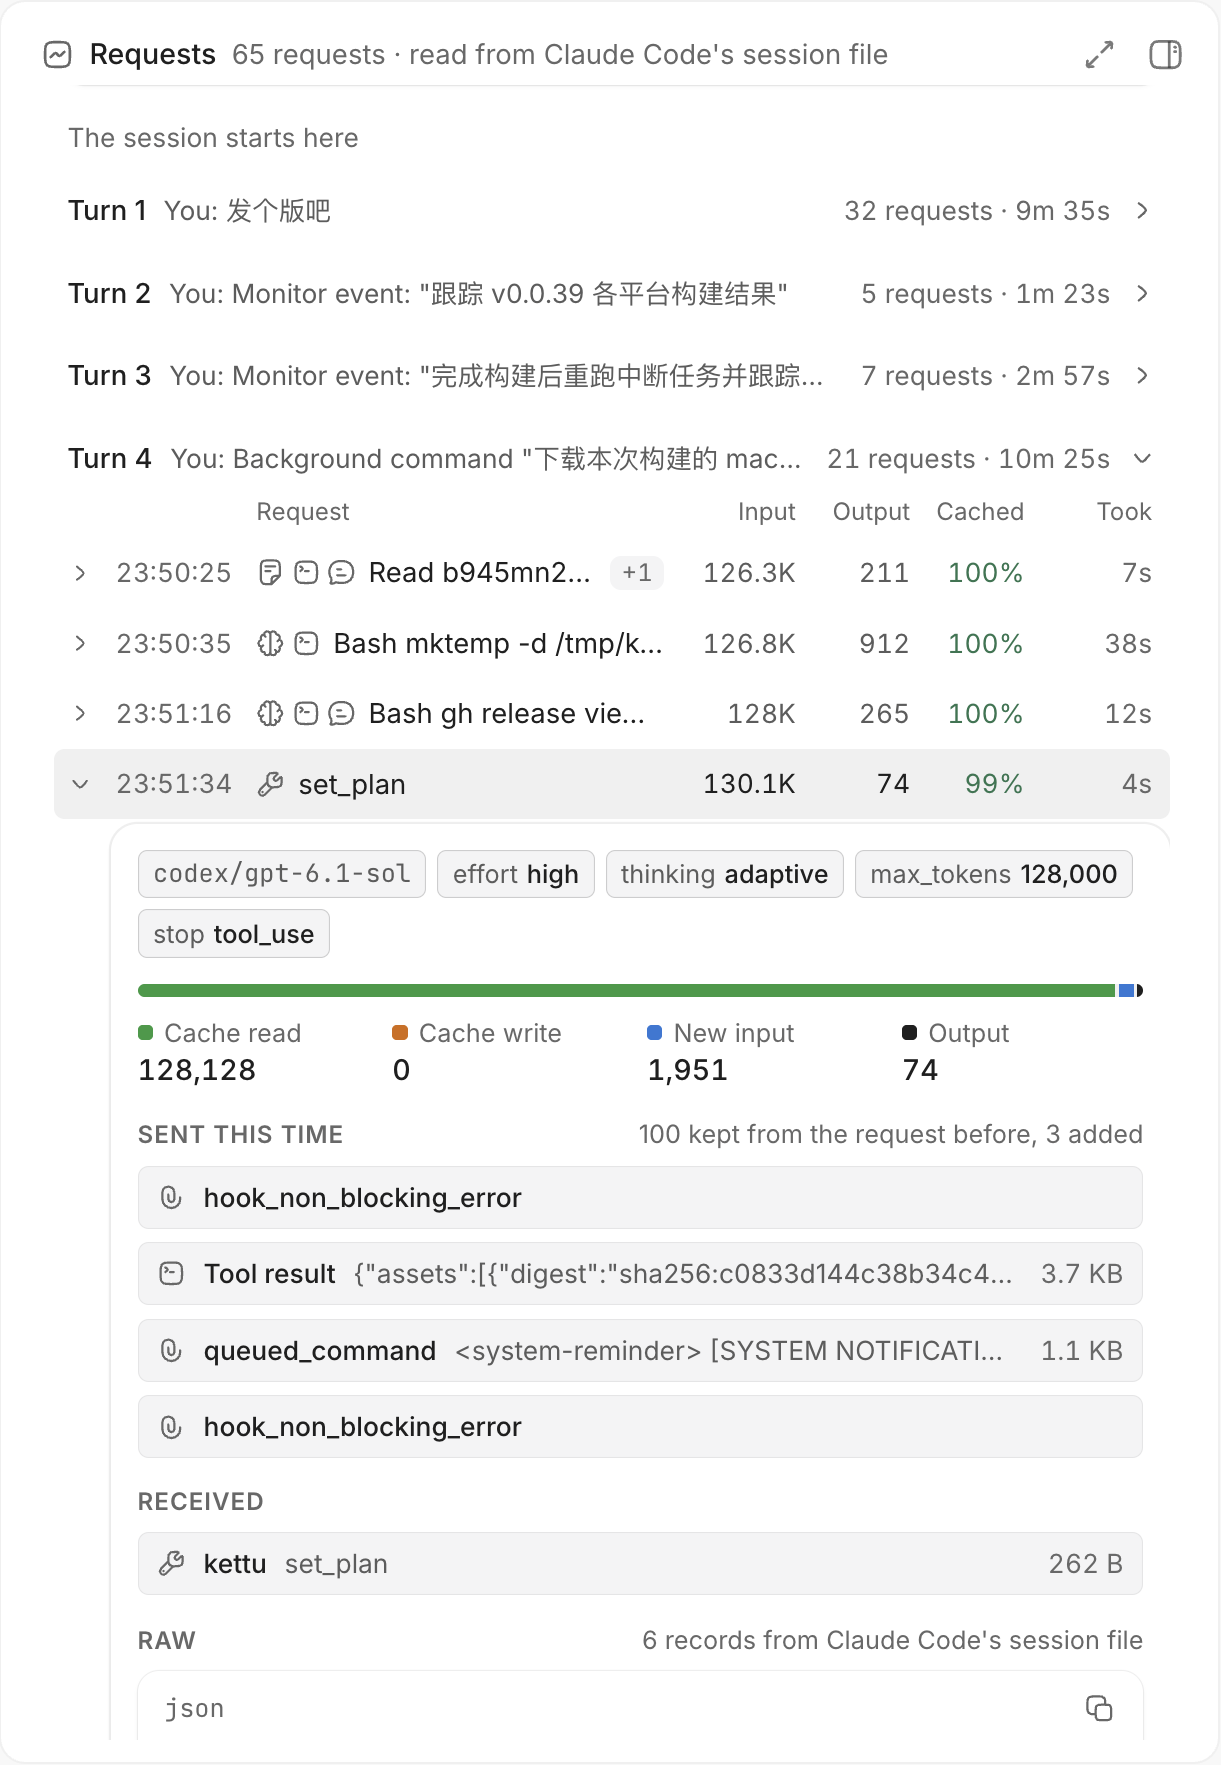 Requests 65 requests · read from Claude Code's session file
The session starts here
Turn 1 You: 发个版吧 32 requests · 9m 35s
Turn 2 You: Monitor event: "跟踪 v0.0.39 各平台构建结果" 5 requests · 1m 23s
Turn 3 You: Monitor event: "完成构建后重跑中断任务并跟踪... 7 requests · 2m 57s
Turn 4 You: Background command "下载本次构建的 mac... 21 requests · 10m 25s
Request Input Output Cached Took
23:50:25 Read b945mn2... +1 126.3K 211 100% 7s
23:50:35 Bash mktemp -d /tmp/k... 126.8K 912 100% 38s
23:51:16 Bash gh release vie... 128K 265 100% 12s
23:51:34 set_plan 130.1K 74 99% 4s
codex/gpt-6.1-sol effort high thinking adaptive max_tokens 128,000
stop tool_use
Cache read Cache write New input Output
128,128 0 1,951 74
SENT THIS TIME 100 kept from the request before, 3 added
hook_non_blocking_error
Tool result {"assets":[{"digest":"sha256:c0833d144c38b34c4... 3.7 KB
queued_command <system-reminder> [SYSTEM NOTIFICATI... 1.1 KB
hook_non_blocking_error
RECEIVED
kettu set_plan 262 B
RAW 6 records from Claude Code's session file
json